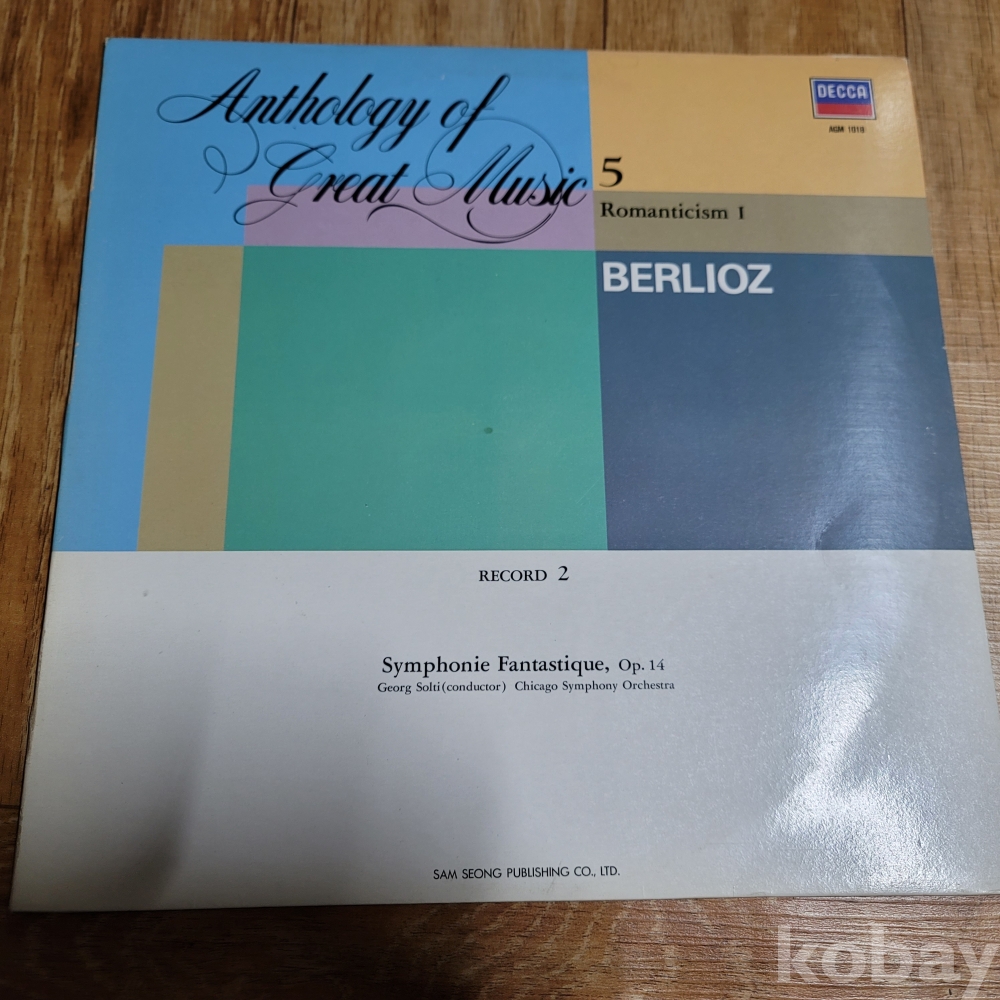 Anthology of
Great Music
5
Romanticism I
BERLIOZ
DECCA
AGM 1019
RECORD 2
Symphonie Fantastique, Op. 14
Georg Solti(conductor) Chicago Symphony Orchestra
SAM SEONG PUBLISHING CO., LTD.
kobay